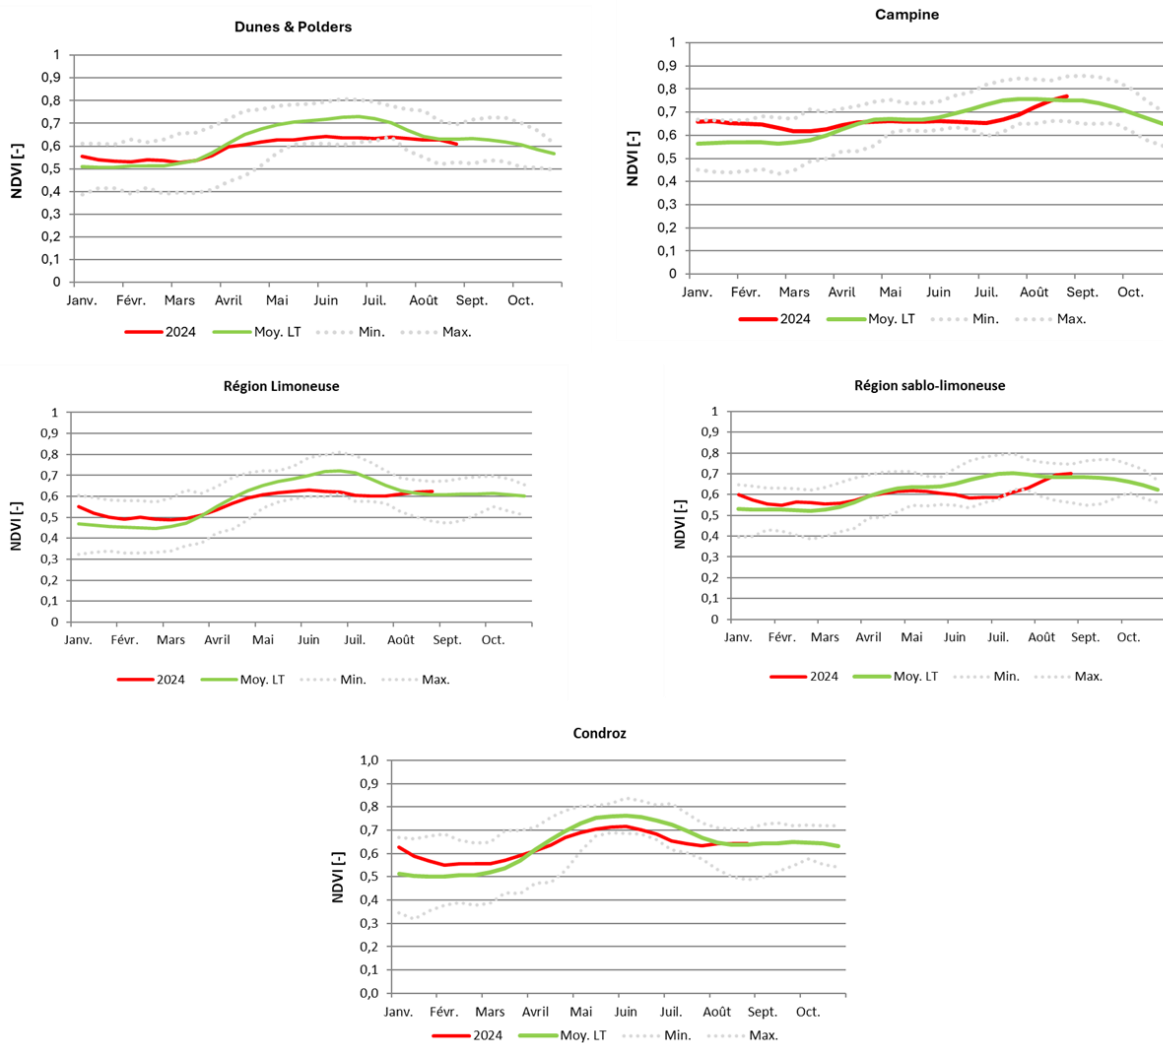 Dunes & Polders
NDVI [-]
1
0,9
0,8
0,7
0,6
0,5
0,4
0,3
0,2
0,1
0
Janv. Févr. Mars Avril Mai Juin Juil. Août Sept. Oct.
2024 Moy. LT Min. Max.
Campine
NDVI [-]
1
0,9
0,8
0,7
0,6
0,5
0,4
0,3
0,2
0,1
0
Janv. Févr. Mars Avril Mai Juin Juil. Août Sept. Oct.
2024 Moy. LT Min. Max.
Région Limoneuse
NDVI [-]
1
0,9
0,8
0,7
0,6
0,5
0,4
0,3
0,2
0,1
0
Janv. Févr. Mars Avril Mai Juin Juil. Août Sept. Oct.
2024 Moy. LT Min. Max.
Région sablo-limoneuse
NDVI [-]
1
0,9
0,8
0,7
0,6
0,5
0,4
0,3
0,2
0,1
0
Janv. Févr. Mars Avril Mai Juin Juil. Août Sept. Oct.
2024 Moy. LT Min. Max.
Condroz
NDVI [-]
1,0
0,9
0,8
0,7
0,6
0,5
0,4
0,3
0,2
0,1
0,0
Janv. Févr. Mars Avril Mai Juin Juil. Août Sept. Oct.
2024 Moy. LT Min. Max.